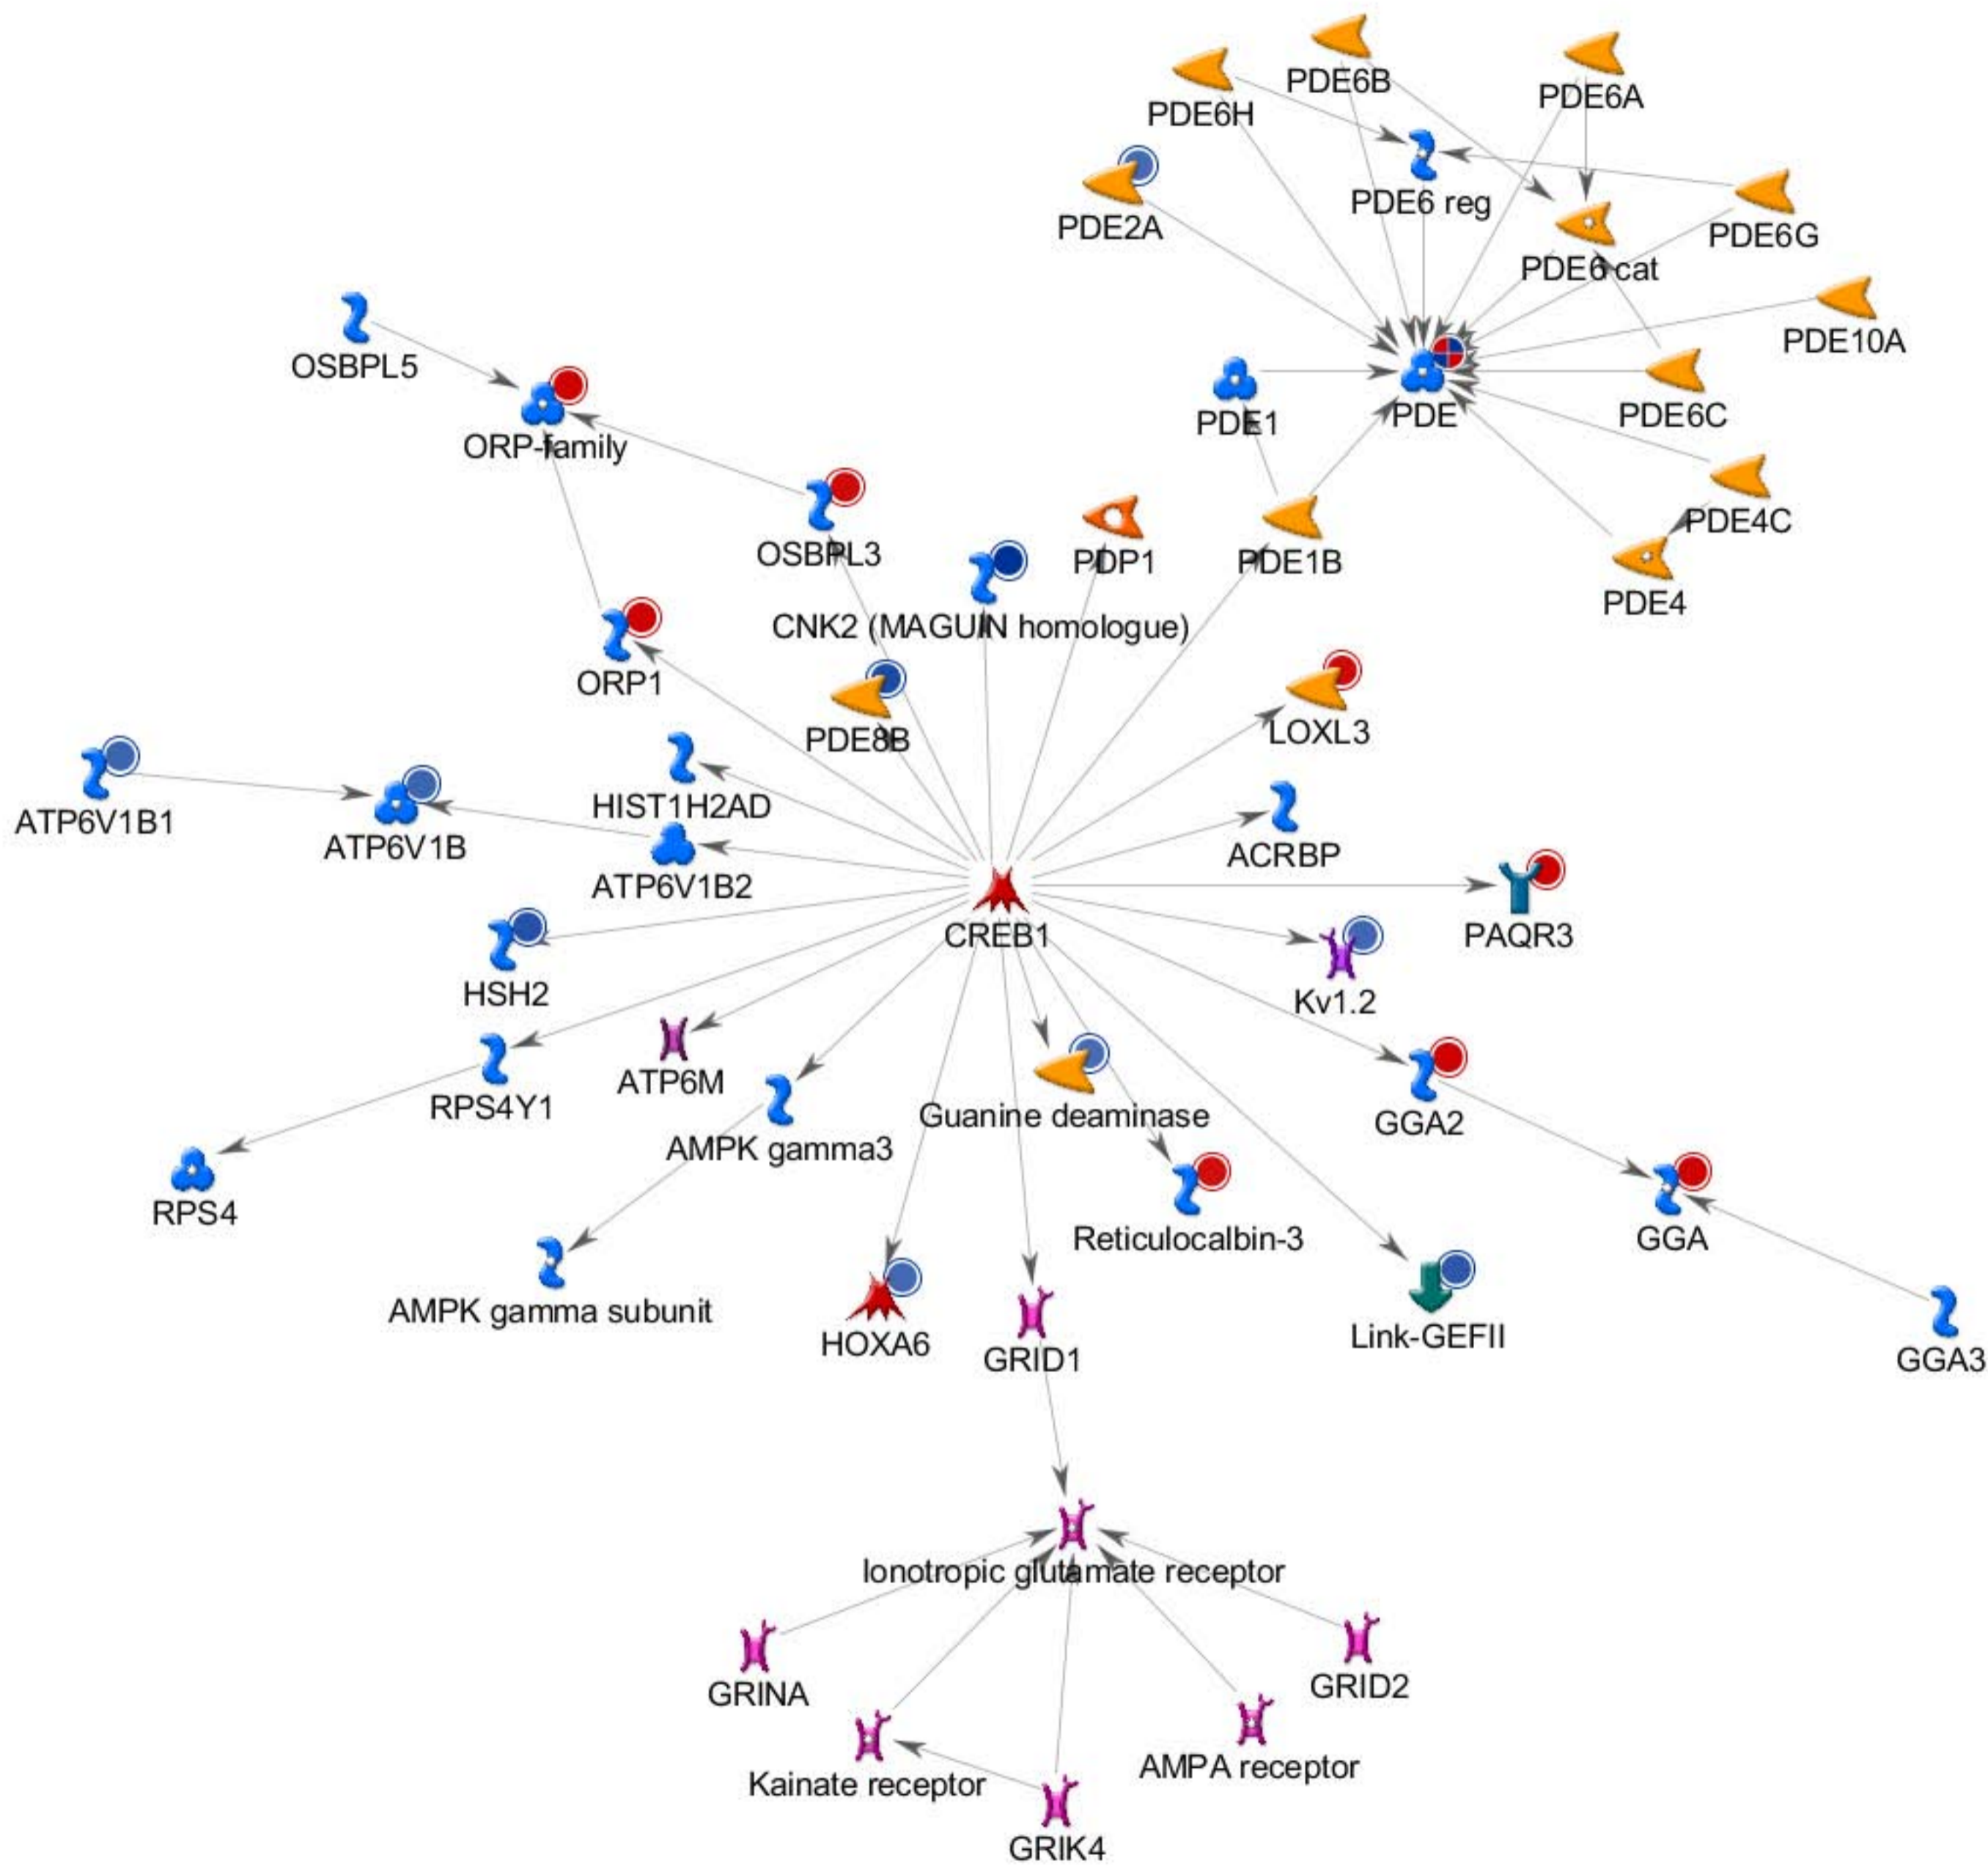 PDE6B
PDE6A
PDE6H
PDE6 reg
PDE2A
PDE6G
PDE6 cat
PDE10A
OSBPL5
PDE1
PDE
PDE6C
ORP-family
PDE4C
OSBPL3
PDP1
PDE1B
PDE4
CNK2 (MAGUIN homologue)
ORP1
LOXL3
PDE8B
HIST1H2AD
ATP6V1B1
ATP6V1B
ACRBP
ATP6V1B2
CREB1
PAQR3
HSH2
Kv1.2
ATP6M
RPS4Y1
Guanine deaminase
GGA2
AMPK gamma3
RPS4
Reticulocalbin-3
GGA
AMPK gamma subunit
HOXA6
GRID1
Link-GEFII
GGA3
Ionotropic glutamate receptor
GRINA
GRID2
Kainate receptor
AMPA receptor
GRIK4